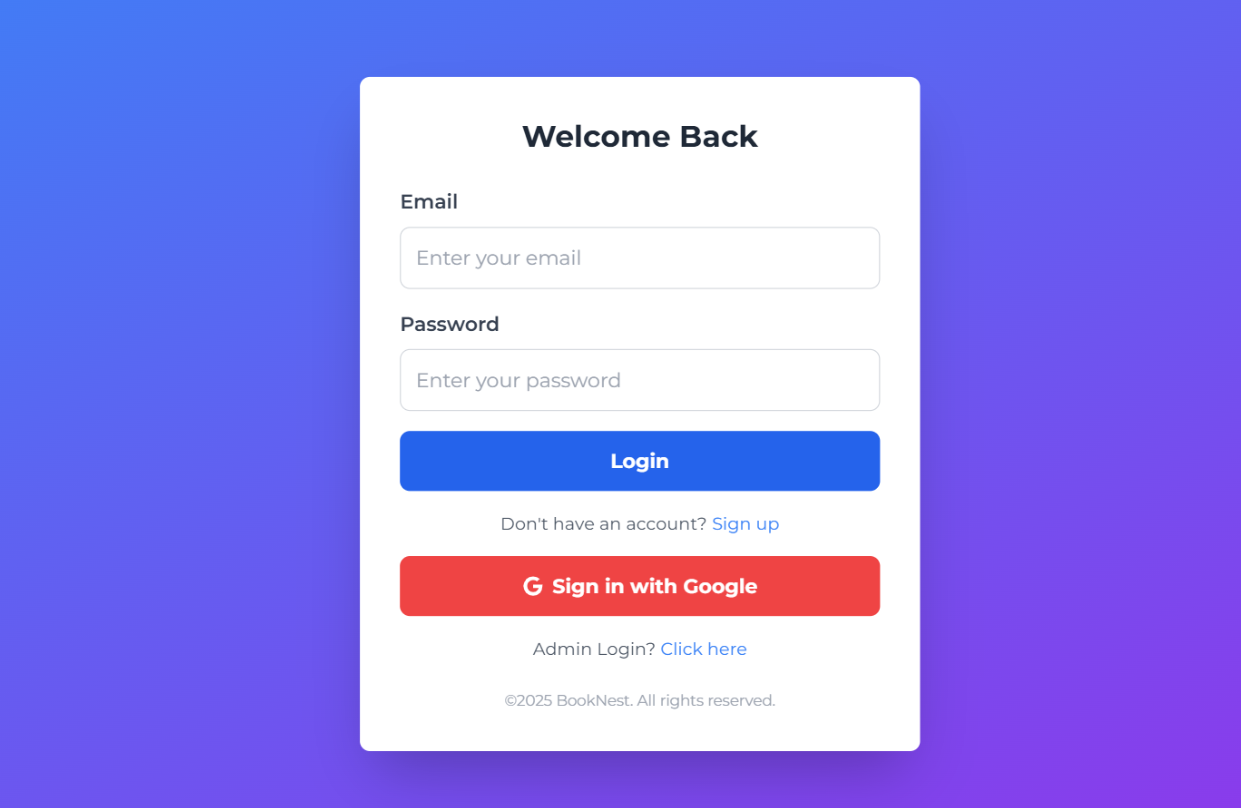 Welcome Back
Email
Enter your email
Password
Enter your password
Login
Don't have an account? Sign up
Sign in with Google
Admin Login? Click here
©2025 BookNest. All rights reserved.